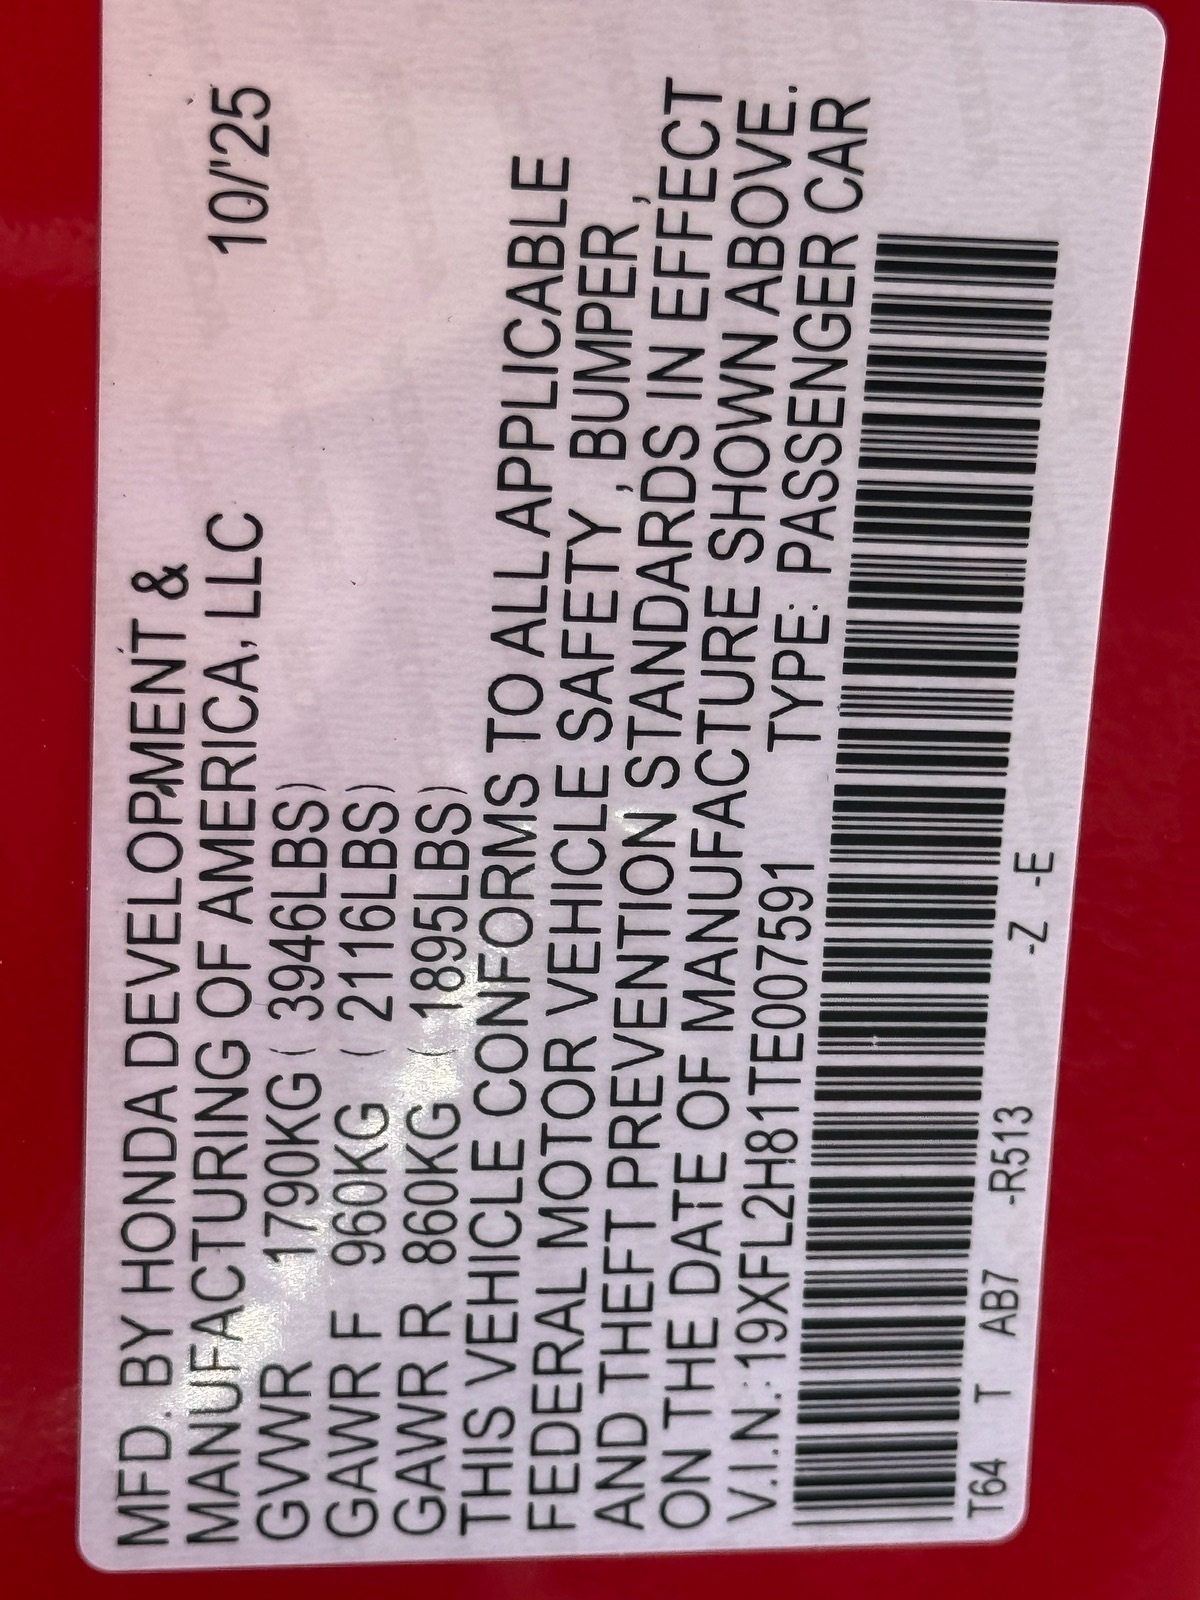 MFD. BY HONDA DEVELOPMENT &
MANUFACTURING OF AMERICA, LLC 10/'25
GVWR 1790KG ( 3946LBS)
GAWR F 960KG ( 2116LBS)
GAWR R 860KG ( 1895LBS)
THIS VEHICLE CONFORMS TO ALL APPLICABLE
FEDERAL MOTOR VEHICLE SAFETY , BUMPER ,
AND THEFT PREVENTION STANDARDS IN EFFECT
ON THE DATE OF MANUFACTURE SHOWN ABOVE.
V.I.N.: 19XFL2H81TE007591 TYPE: PASSENGER CAR
T64 T AB7 -R513 -Z -E